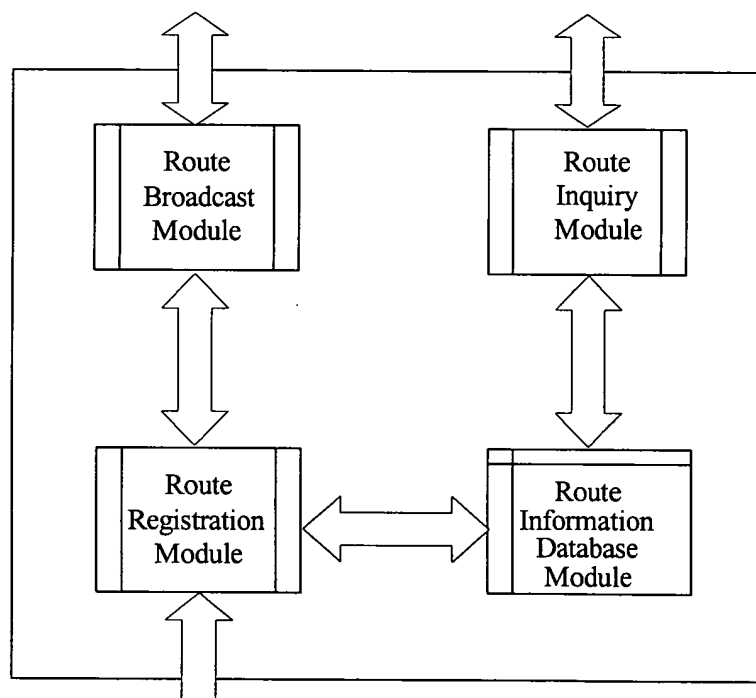 Route
Broadcast
Module
Route
Inquiry
Module
Route
Registration
Module
Route
Information
Database
Module